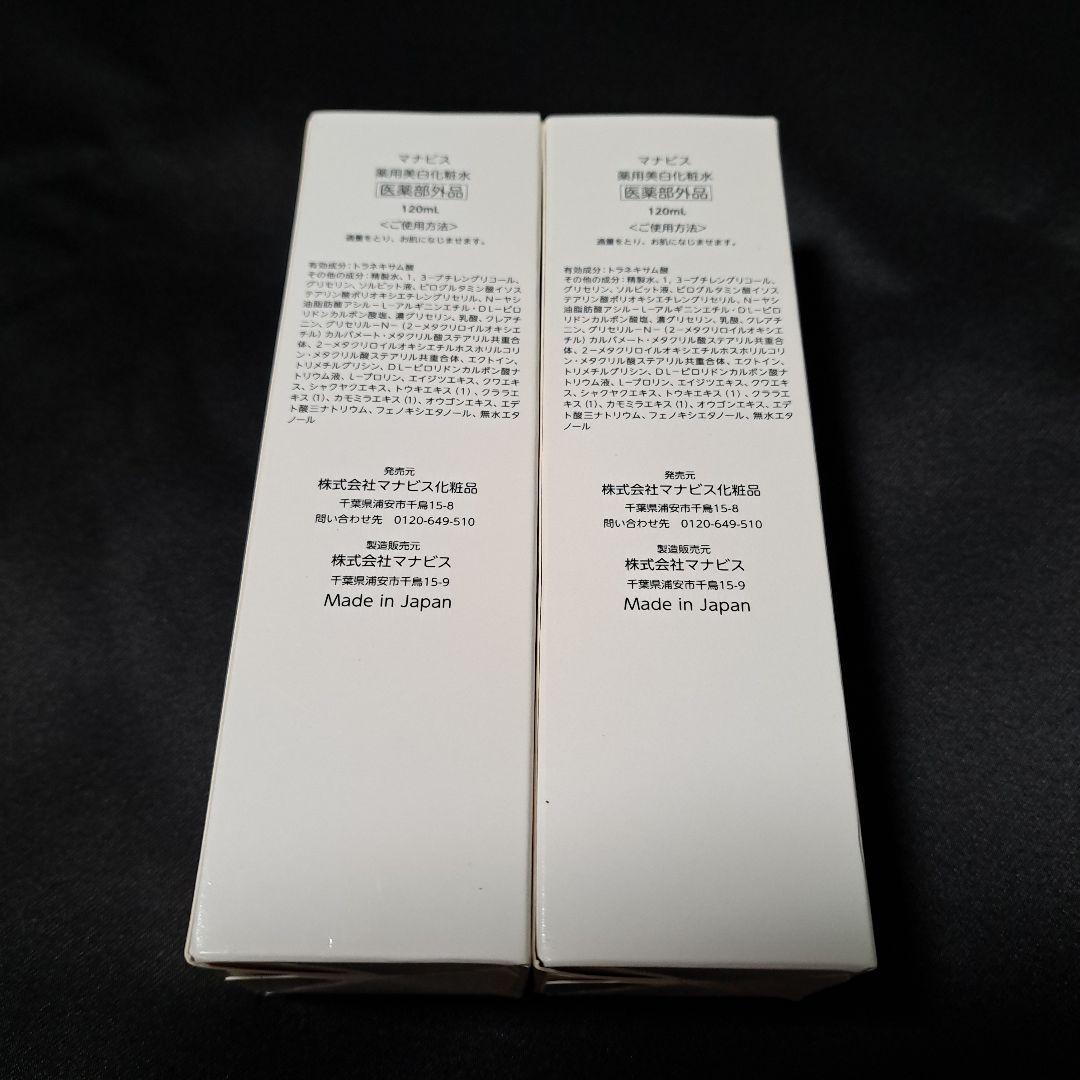 マナビス
薬用美白化粧水
医薬部外品
120mL
<ご使用方法>
適量をとり、お肌になじませます。
有効成分:トラネキサム酸
その他の成分:精製水、1，3－ブチレングリコール、
グリセリン、ソルビット液、ピログルタミン酸イソス
テアリン酸ポリオキシエチレングリセリル、N－ヤシ
油脂肪酸アシル－L－アルギニンエチル・DL－ピロ
リドンカルボン酸塩、濃グリセリン、乳酸、クレアチ
ニン、グリセリル－N－(2－メタクリロイルオキシエ
チル)カルバメート・メタクリル酸ステアリル共重合
体、2－メタクリロイルオキシエチルホスホリルコリ
ン・メタクリル酸ステアリル共重合体、エクトイン、
トリメチルグリシン、DL－ピロリドンカルボン酸ナ
トリウム液、L－プロリン、エイジツエキス、クワエキ
ス、シャクヤクエキス、トウキエキス(1)、クララエ
キス(1)、カモミラエキス(1)、オウゴンエキス、エデ
ト酸三ナトリウム、フェノキシエタノール、無水エタ
ノール
発売元
株式会社マナビス化粧品
千葉県浦安市千鳥15-8
問い合わせ先　0120-649-510
製造販売元
株式会社マナビス
千葉県浦安市千鳥15-9
Made in Japan
マナビス
薬用美白化粧水
医薬部外品
120mL
<ご使用方法>
適量をとり、お肌になじませます。
有効成分:トラネキサム酸
その他の成分:精製水、1，3－ブチレングリコール、
グリセリン、ソルビット液、ピログルタミン酸イソス
テアリン酸ポリオキシエチレングリセリル、N－ヤシ
油脂肪酸アシル－L－アルギニンエチル・DL－ピロ
リドンカルボン酸塩、濃グリセリン、乳酸、クレアチ
ニン、グリセリル－N－(2－メタクリロイルオキシエ
チル)カルバメート・メタクリル酸ステアリル共重合
体、2－メタクリロイルオキシエチルホスホリルコリ
ン・メタクリル酸ステアリル共重合体、エクトイン、
トリメチルグリシン、DL－ピロリドンカルボン酸ナ
トリウム液、L－プロリン、エイジツエキス、クワエキ
ス、シャクヤクエキス、トウキエキス(1)、クララエ
キス(1)、カモミラエキス(1)、オウゴンエキス、エデ
ト酸三ナトリウム、フェノキシエタノール、無水エタ
ノール
発売元
株式会社マナビス化粧品
千葉県浦安市千鳥15-8
問い合わせ先　0120-649-510
製造販売元
株式会社マナビス
千葉県浦安市千鳥15-9
Made in Japan